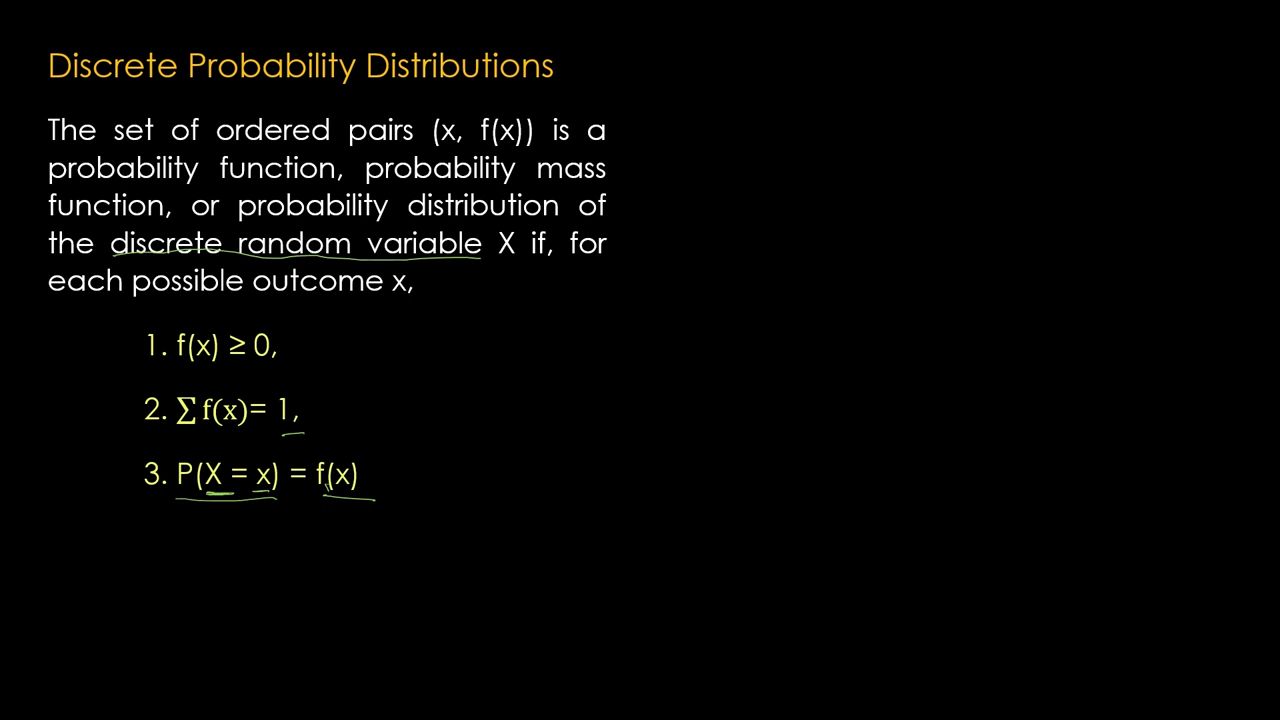 Discrete Probability Distributions
The set of ordered pairs (x, f(x)) is a
probability function, probability mass
function, or probability distribution of
the discrete random variable X if, for
each possible outcome x,
1. f(x) ≥ 0,
2. ∑ f(x)= 1,
3. P(X = x) = f(x)